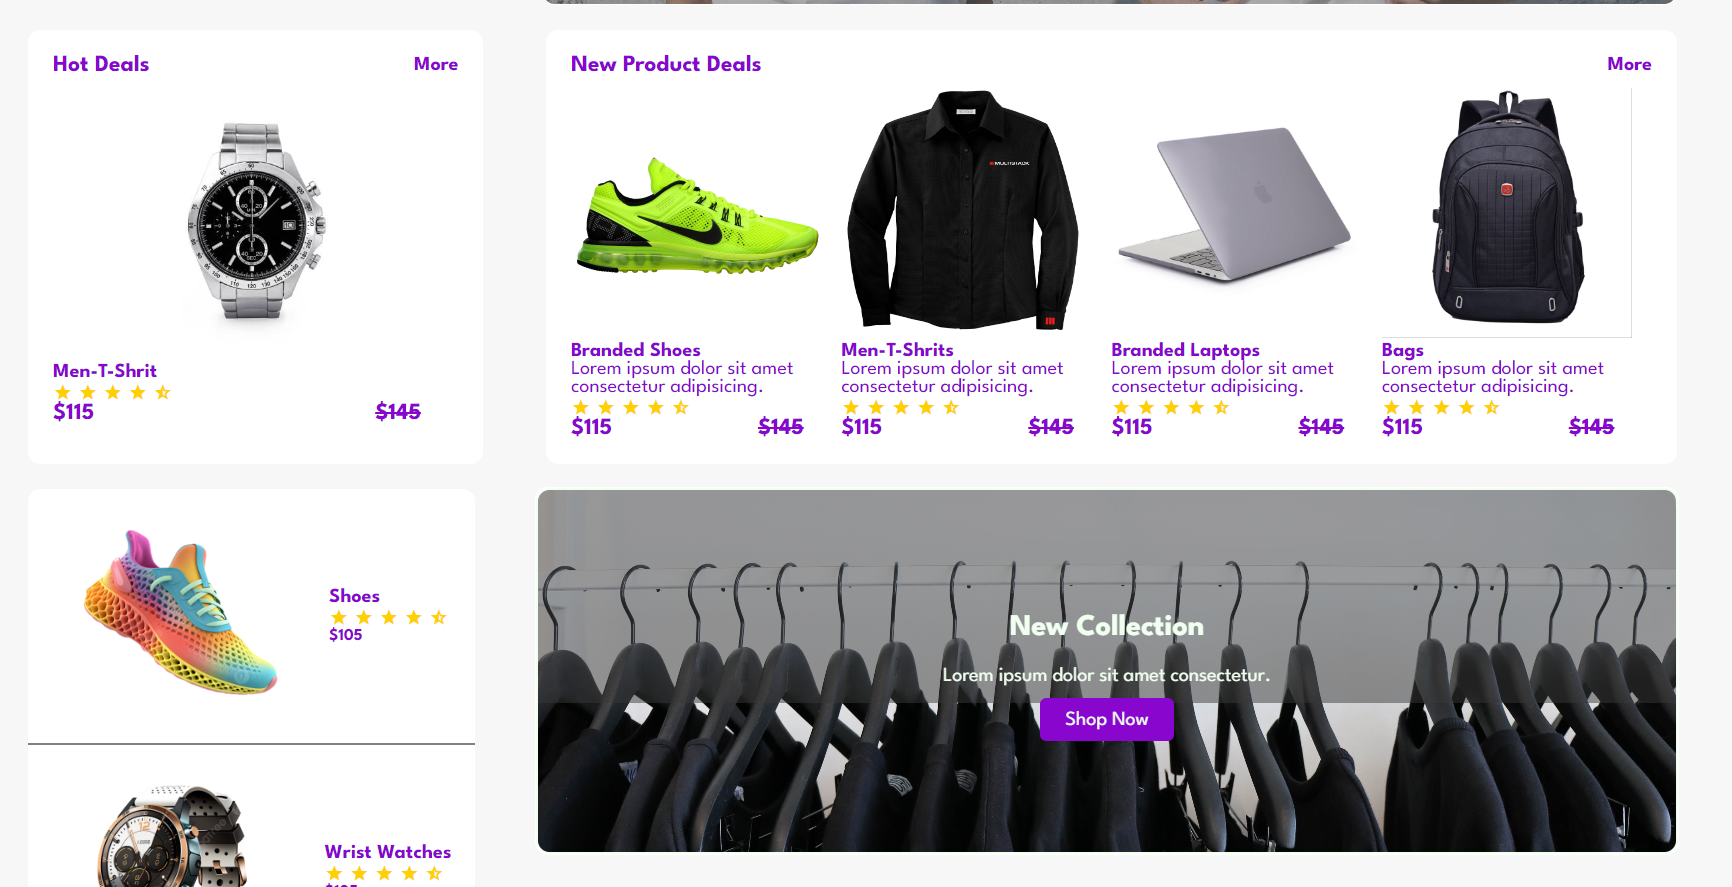 Hot Deals
More
Men-T-Shrit
$115
$145
New Product Deals
More
MULTISTACK
Branded Shoes
Lorem ipsum dolor sit amet
consectetur adipisicing.
$115
$145
Men-T-Shrits
Lorem ipsum dolor sit amet
consectetur adipisicing.
$115
$145
Branded Laptops
Lorem ipsum dolor sit amet
consectetur adipisicing.
$115
$145
Bags
Lorem ipsum dolor sit amet
consectetur adipisicing.
$115
$145
Shoes
$105
New Collection
Lorem ipsum dolor sit amet consectetur.
Shop Now
Wrist Watches